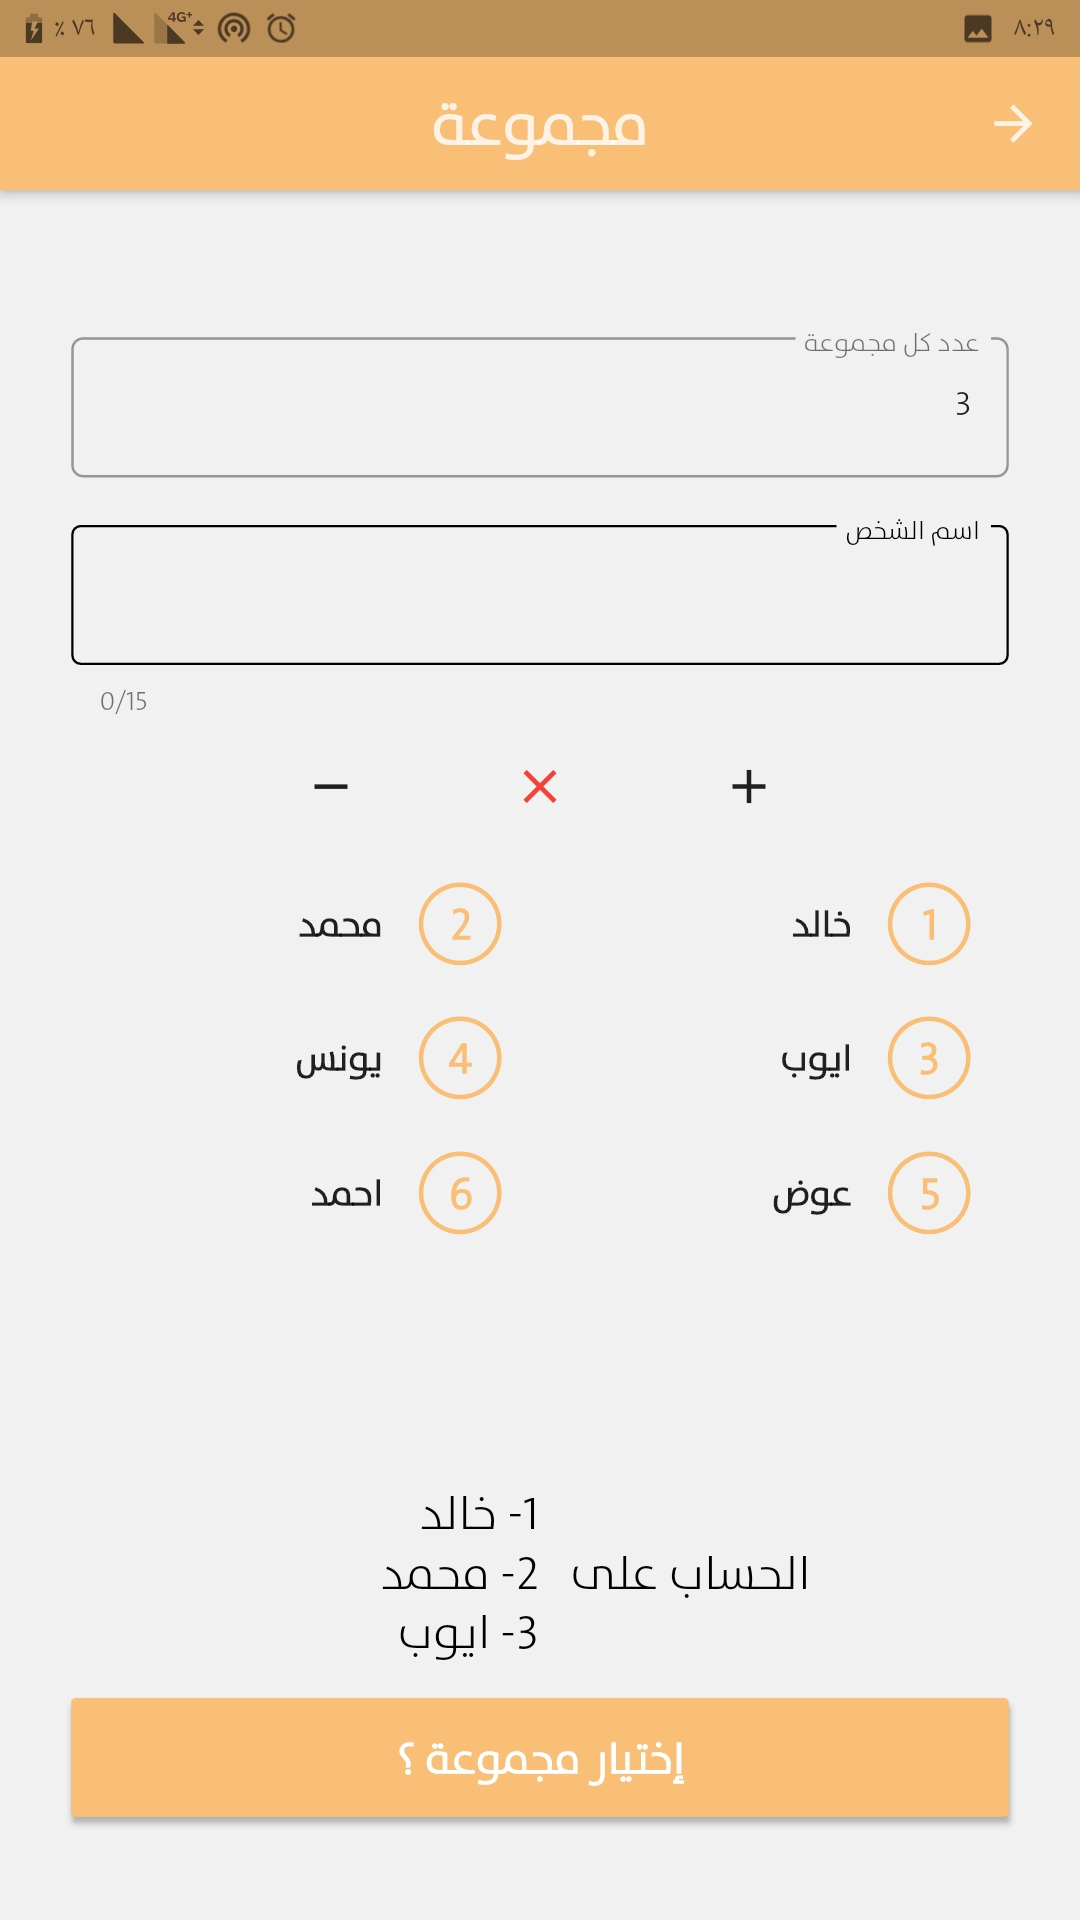 ٨:٢٩
٪ ٧٦
4G+
مجموعة
عدد كل مجموعة
3
اسم الشخص
0/15
1 خالد
2 محمد
3 ايوب
4 يونس
5 عوض
6 احمد
1- خالد
الحساب على 2- محمد
3- ايوب
إختيار مجموعة ؟